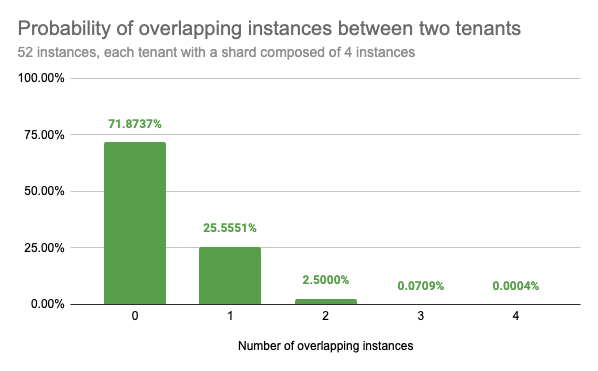 Probability of overlapping instances between two tenants
52 instances, each tenant with a shard composed of 4 instances
100.00%
75.00%
50.00%
25.00%
0.00%
71.8737%
25.5551%
2.5000%
0.0709%
0.0004%
0 1 2 3 4
Number of overlapping instances